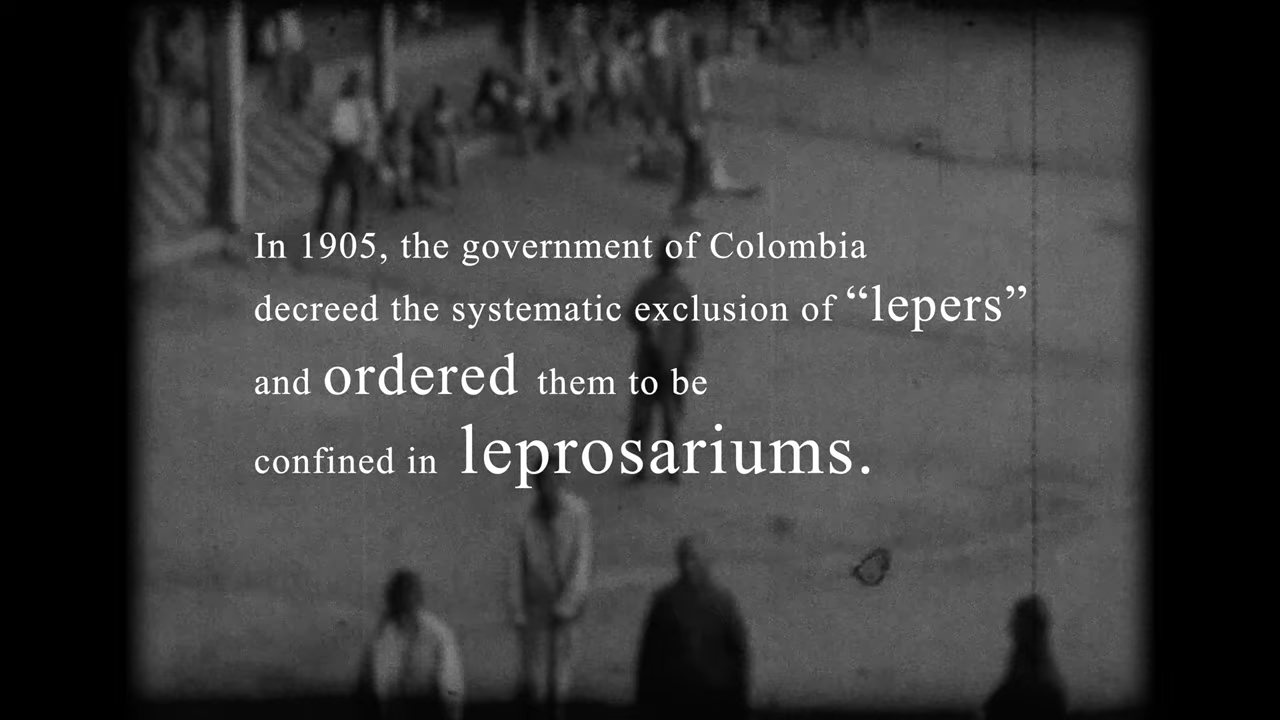 In 1905, the government of Colombia
decreed the systematic exclusion of “lepers”
and ordered them to be
confined in leprosariums.